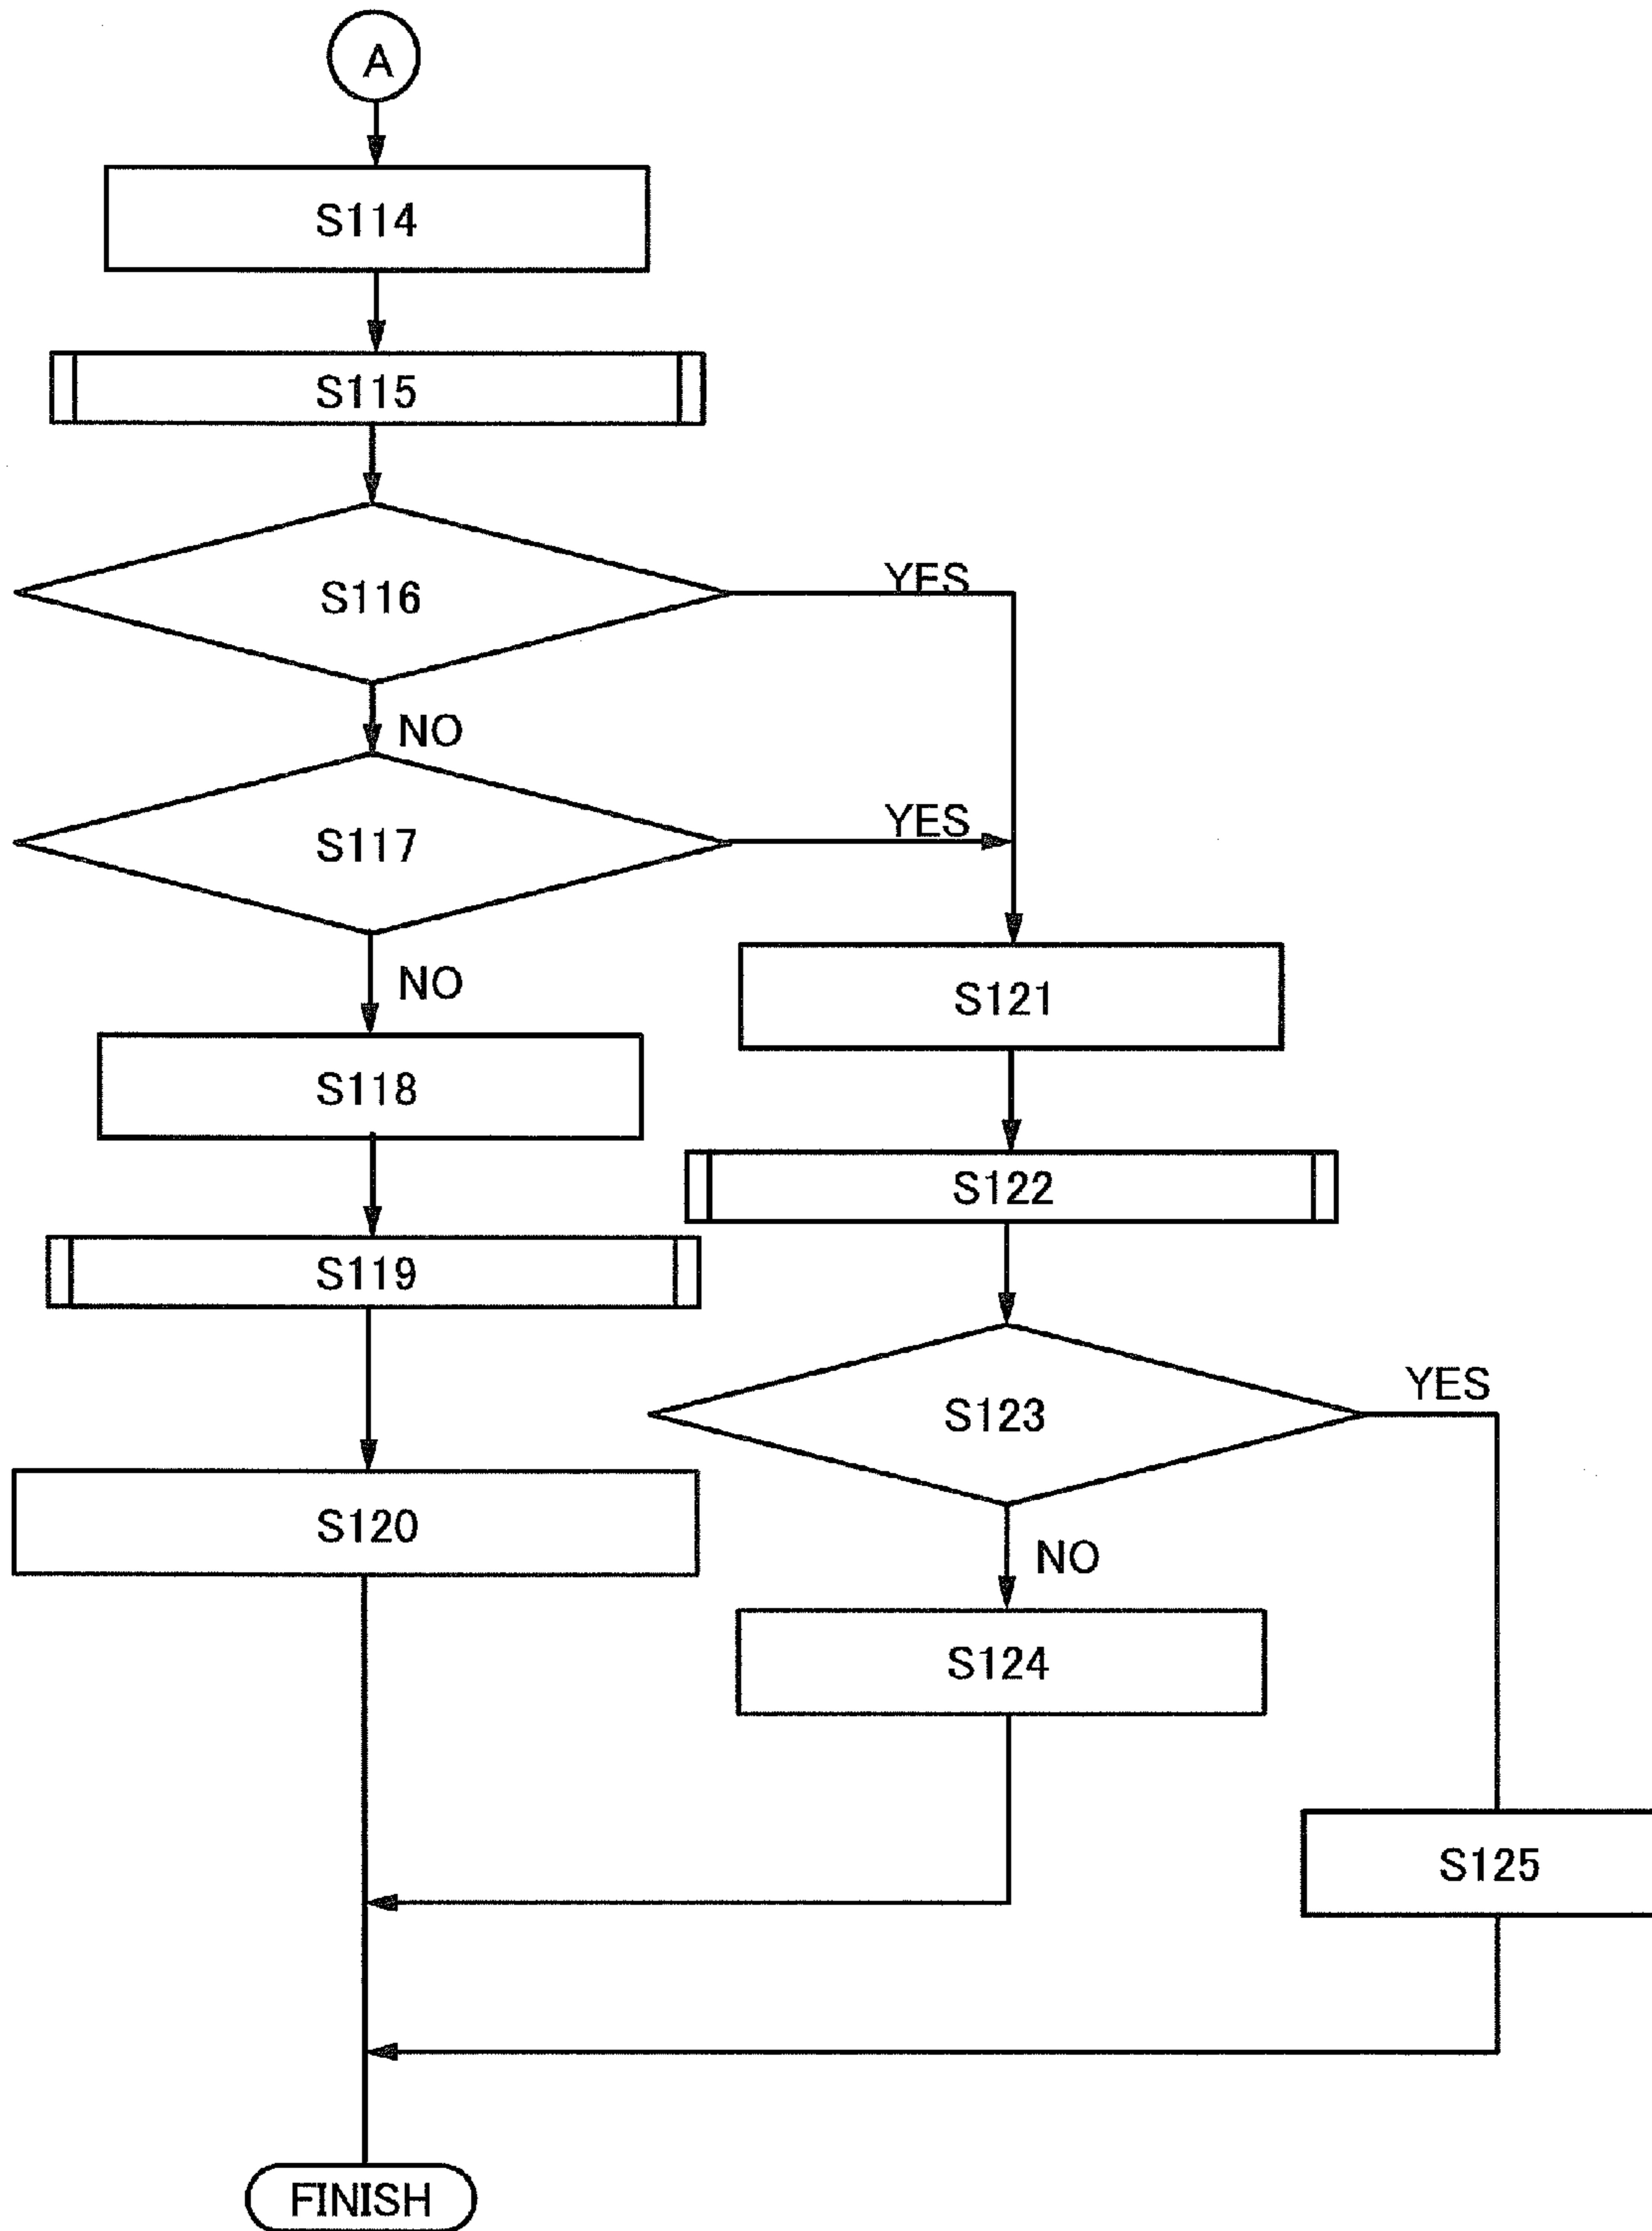 A
S114
S115
S116
YES
NO
S117
YES
NO
S118
S119
S120
S121
S122
S123
YES
NO
S124
S125
FINISH